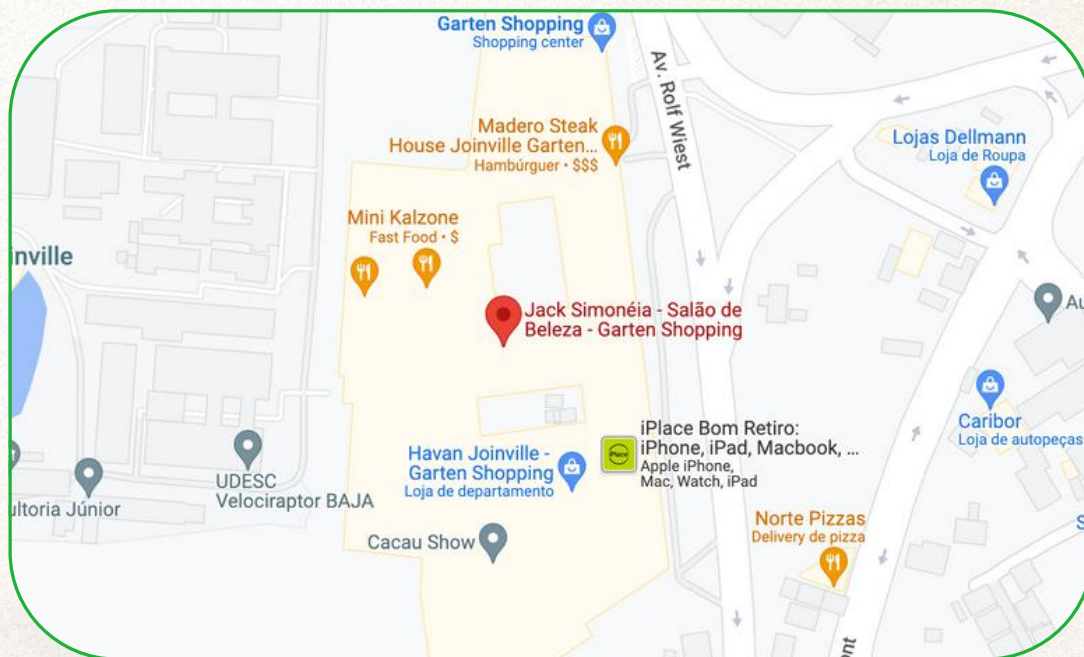 Garten Shopping
Shopping center
Av. Rolf Wiest
Madero Steak
House Joinville Garten...
Hambúrguer • $$$
Lojas Dellmann
Loja de Roupa
Mini Kalzone
Fast Food • $
inville
Jack Simonéia - Salão de
Beleza - Garten Shopping
Au
Caribor
Loja de autopeças
iPlace Bom Retiro:
iPhone, iPad, Macbook, ...
Apple iPhone,
Mac, Watch, iPad
iPlace
Havan Joinville -
Garten Shopping
Loja de departamento
UDESC
Velociraptor BAJA
ultoria Júnior
Norte Pizzas
Delivery de pizza
Cacau Show
S
ont